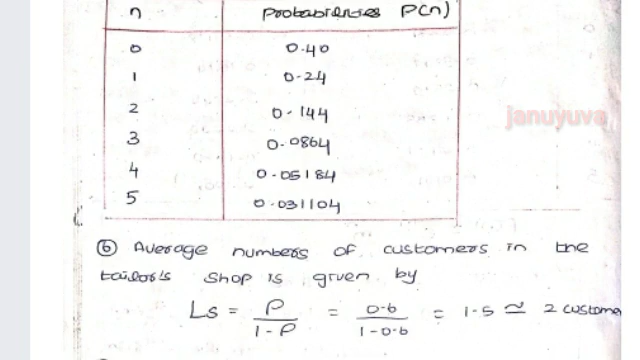 n Probabilities P(n)
0 0.40
1 0.24
2 0.144
januyuva
3 0.0864
4 0.05184
5 0.031104
⑥ Average numbers of customers in the
tailor's shop is given by
Ls = P / 1 - P = 0.6 / 1 - 0.6 = 1.5 ≃ 2 custome